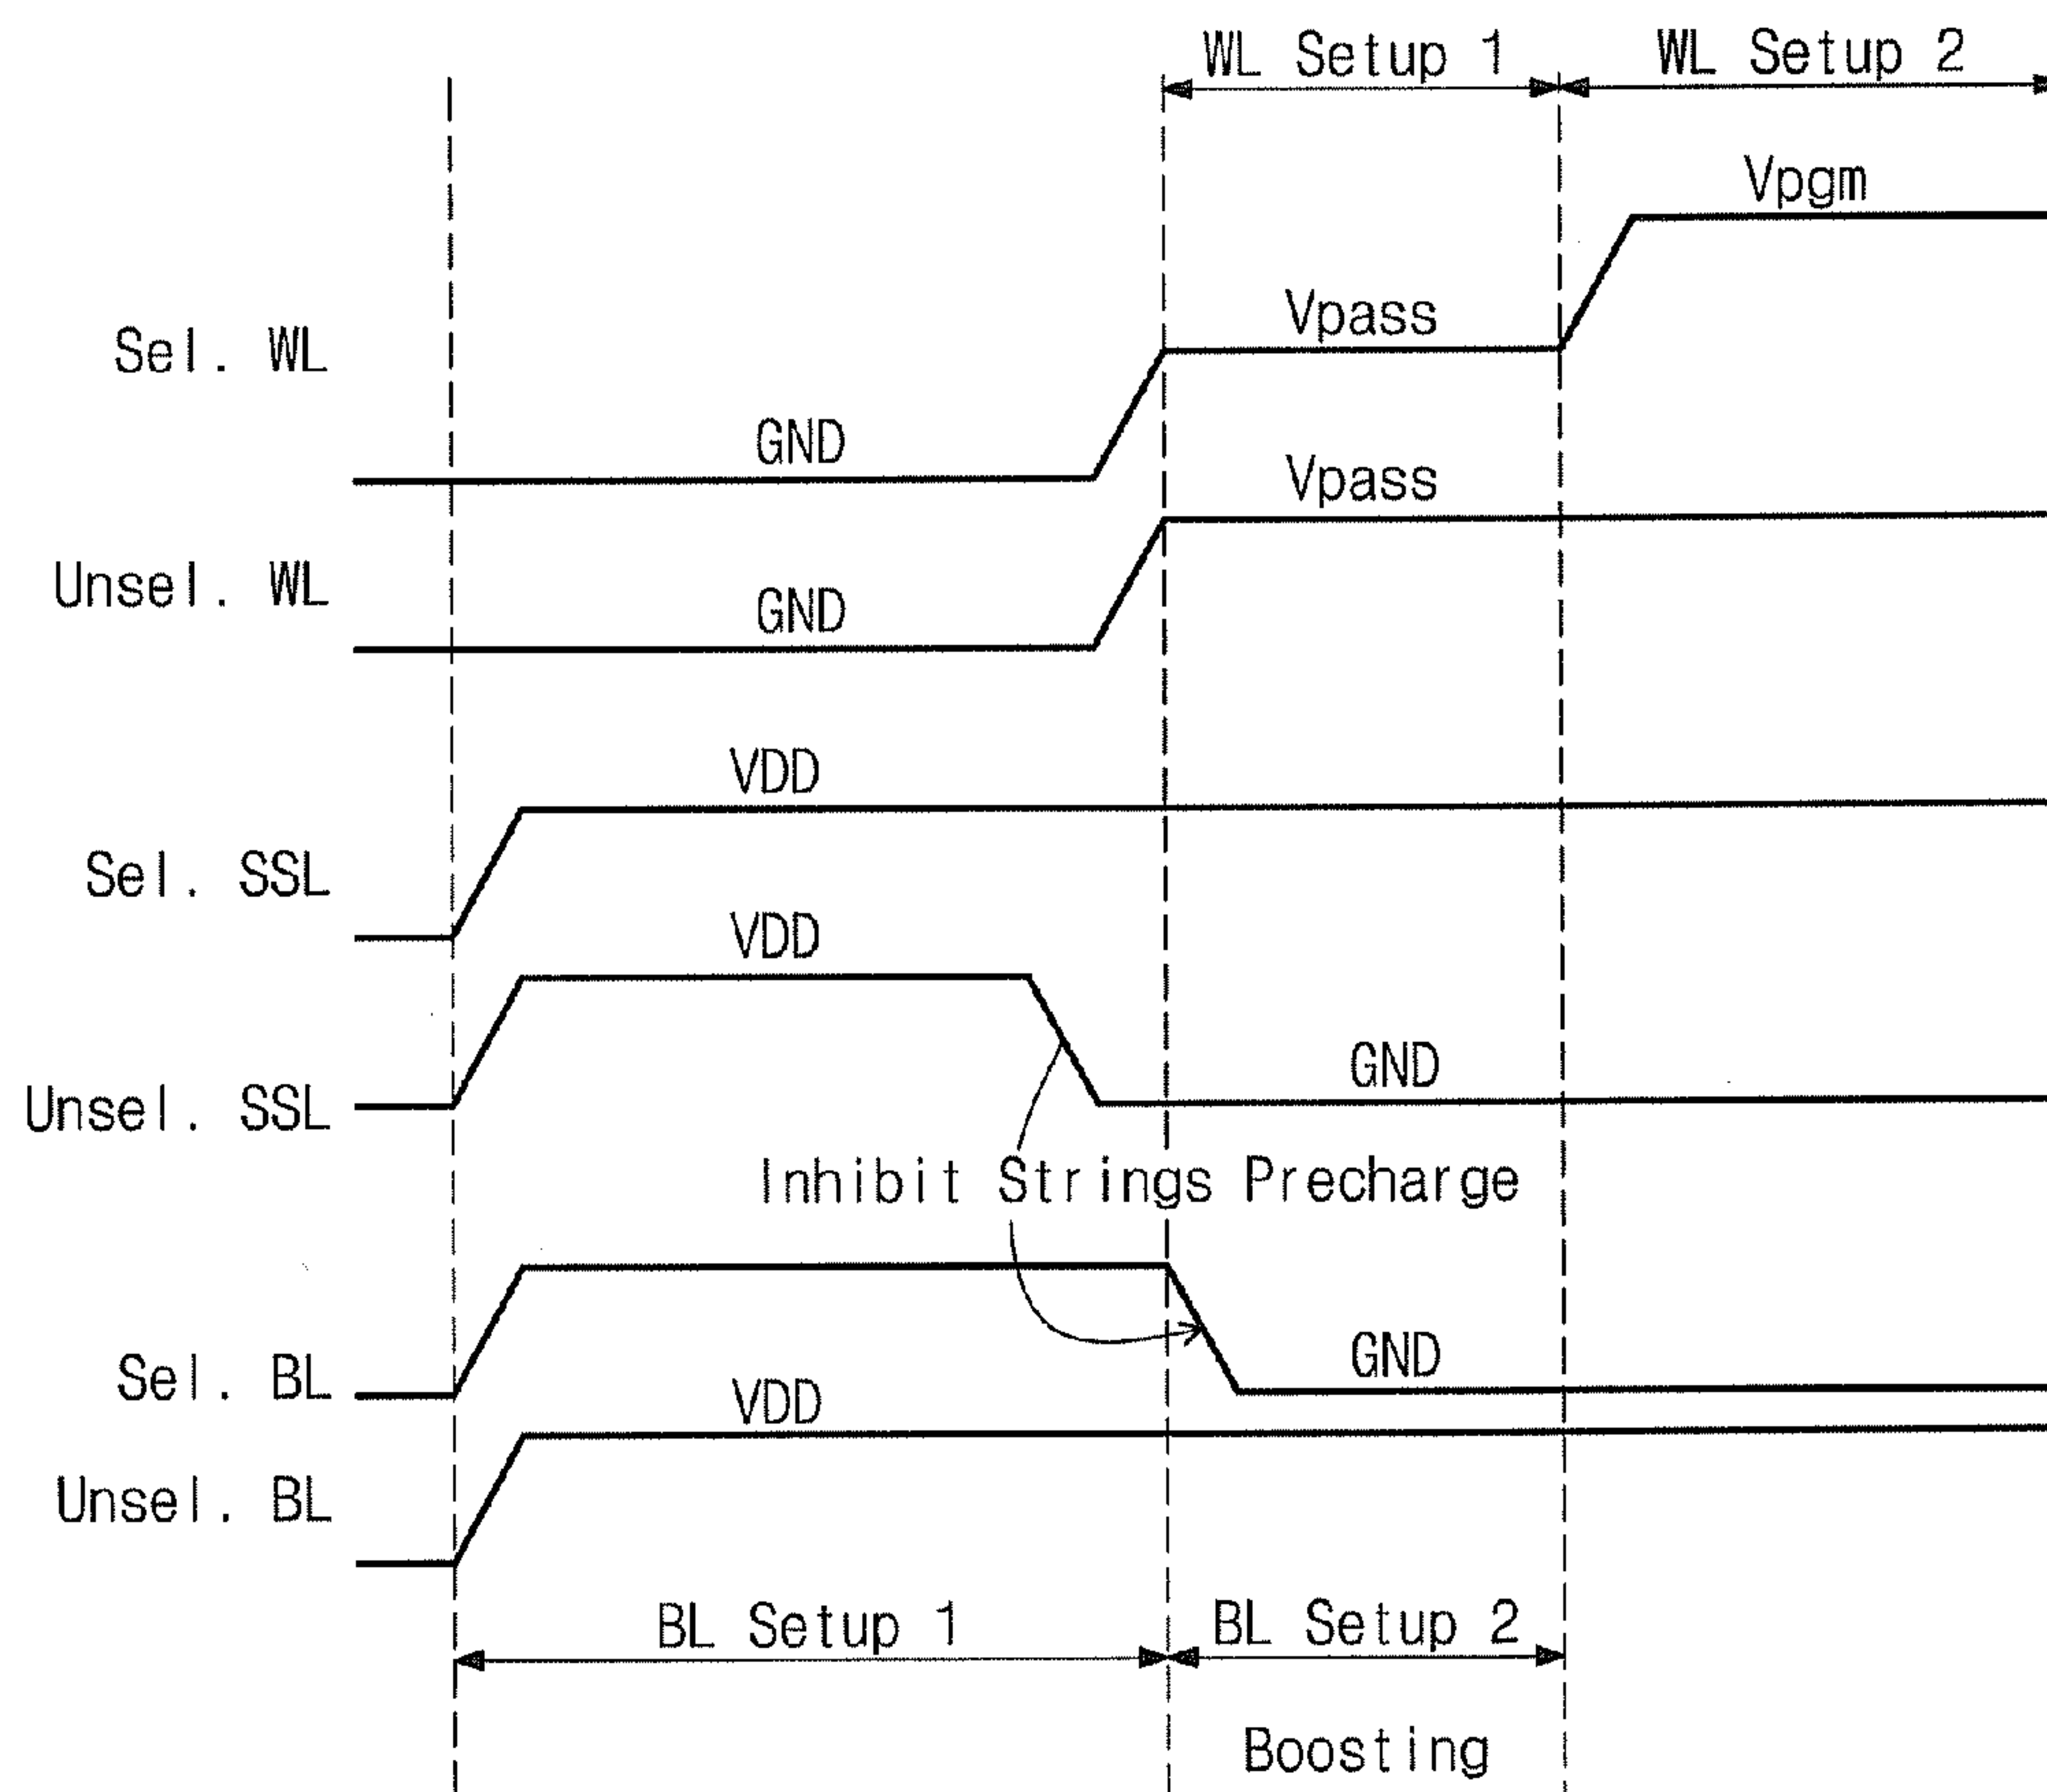 WL Setup 1 WL Setup 2
Vpgm
Vpass
Sel. WL
GND
Vpass
Unsel. WL
GND
VDD
Sel. SSL
VDD
GND
Unsel. SSL
Inhibit Strings Precharge
GND
Sel. BL
VDD
Unsel. BL
BL Setup 1 BL Setup 2
Boosting